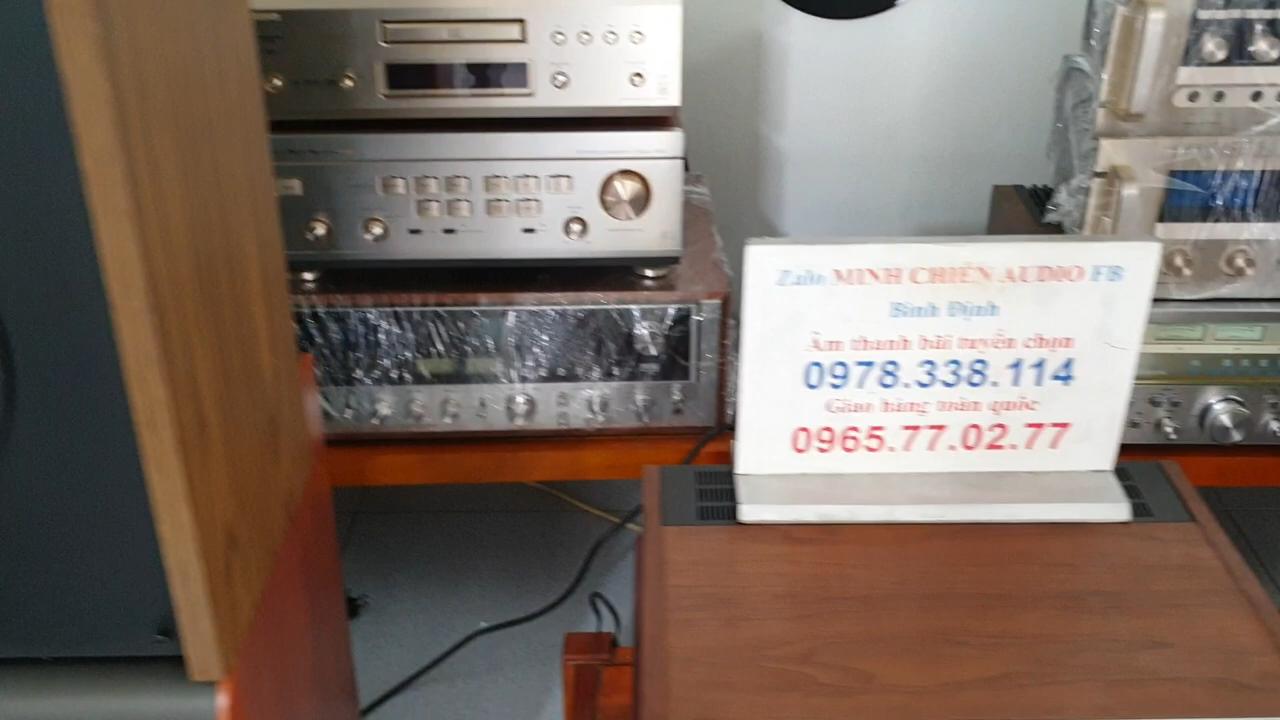 Zalo MINH CHIẾN AUDIO FB
Bình Định
Âm thanh bãi tuyển chọn
0978.338.114
Giao hàng toàn quốc
0965.77.02.77